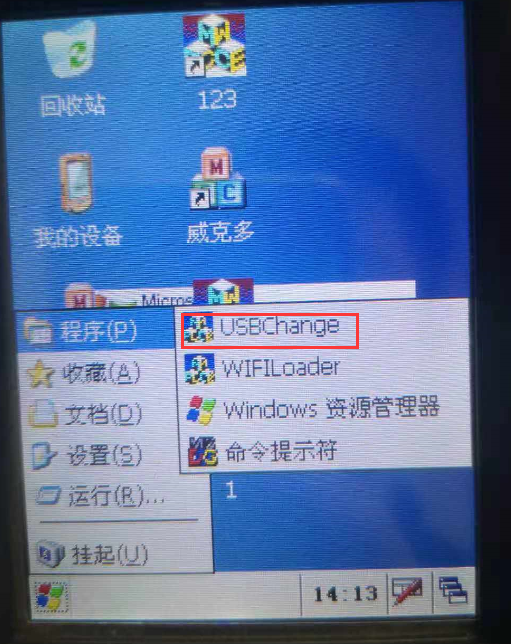 回收站
123
我的设备
威克多
Micros
程序(P)
USBChange
收藏(A)
WIFILoader
文档(D)
Windows 资源管理器
设置(S)
命令提示符
运行(R)...
1
挂起(U)
14:13